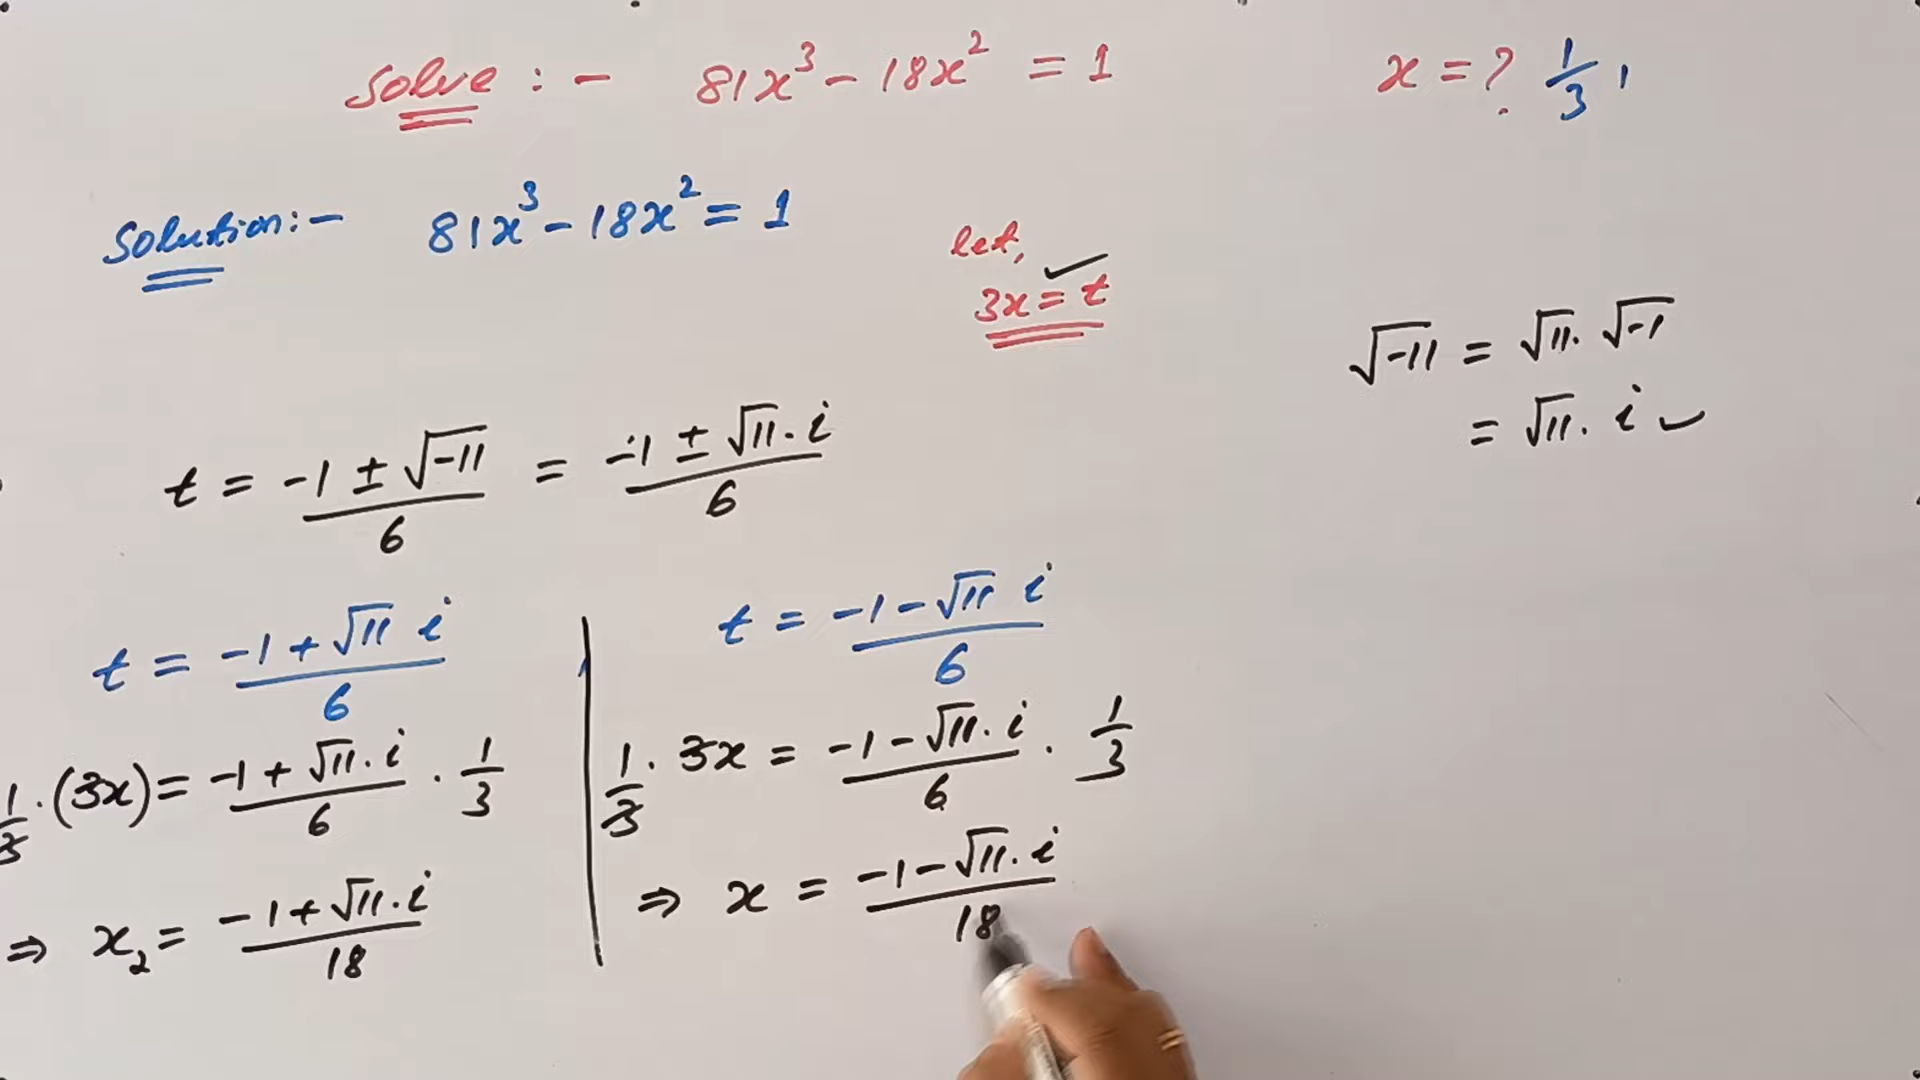 Solve :- 81x³ - 18x² = 1
x = ? 1/3 ,
Solution:- 81x³ - 18x² = 1
let,
3x = t ✓
√-11 = √11. √-1
= √11. i ✓
t = (-1 ± √-11)/6 = (-1 ± √11. i)/6
t = (-1 + √11 i)/6
1/3 . (3x) = (-1 + √11. i)/6 . 1/3
⇒ x₂ = (-1 + √11. i)/18
t = (-1 - √11 i)/6
1/3 . 3x = (-1 - √11. i)/6 . 1/3
⇒ x = (-1 - √11. i)/18